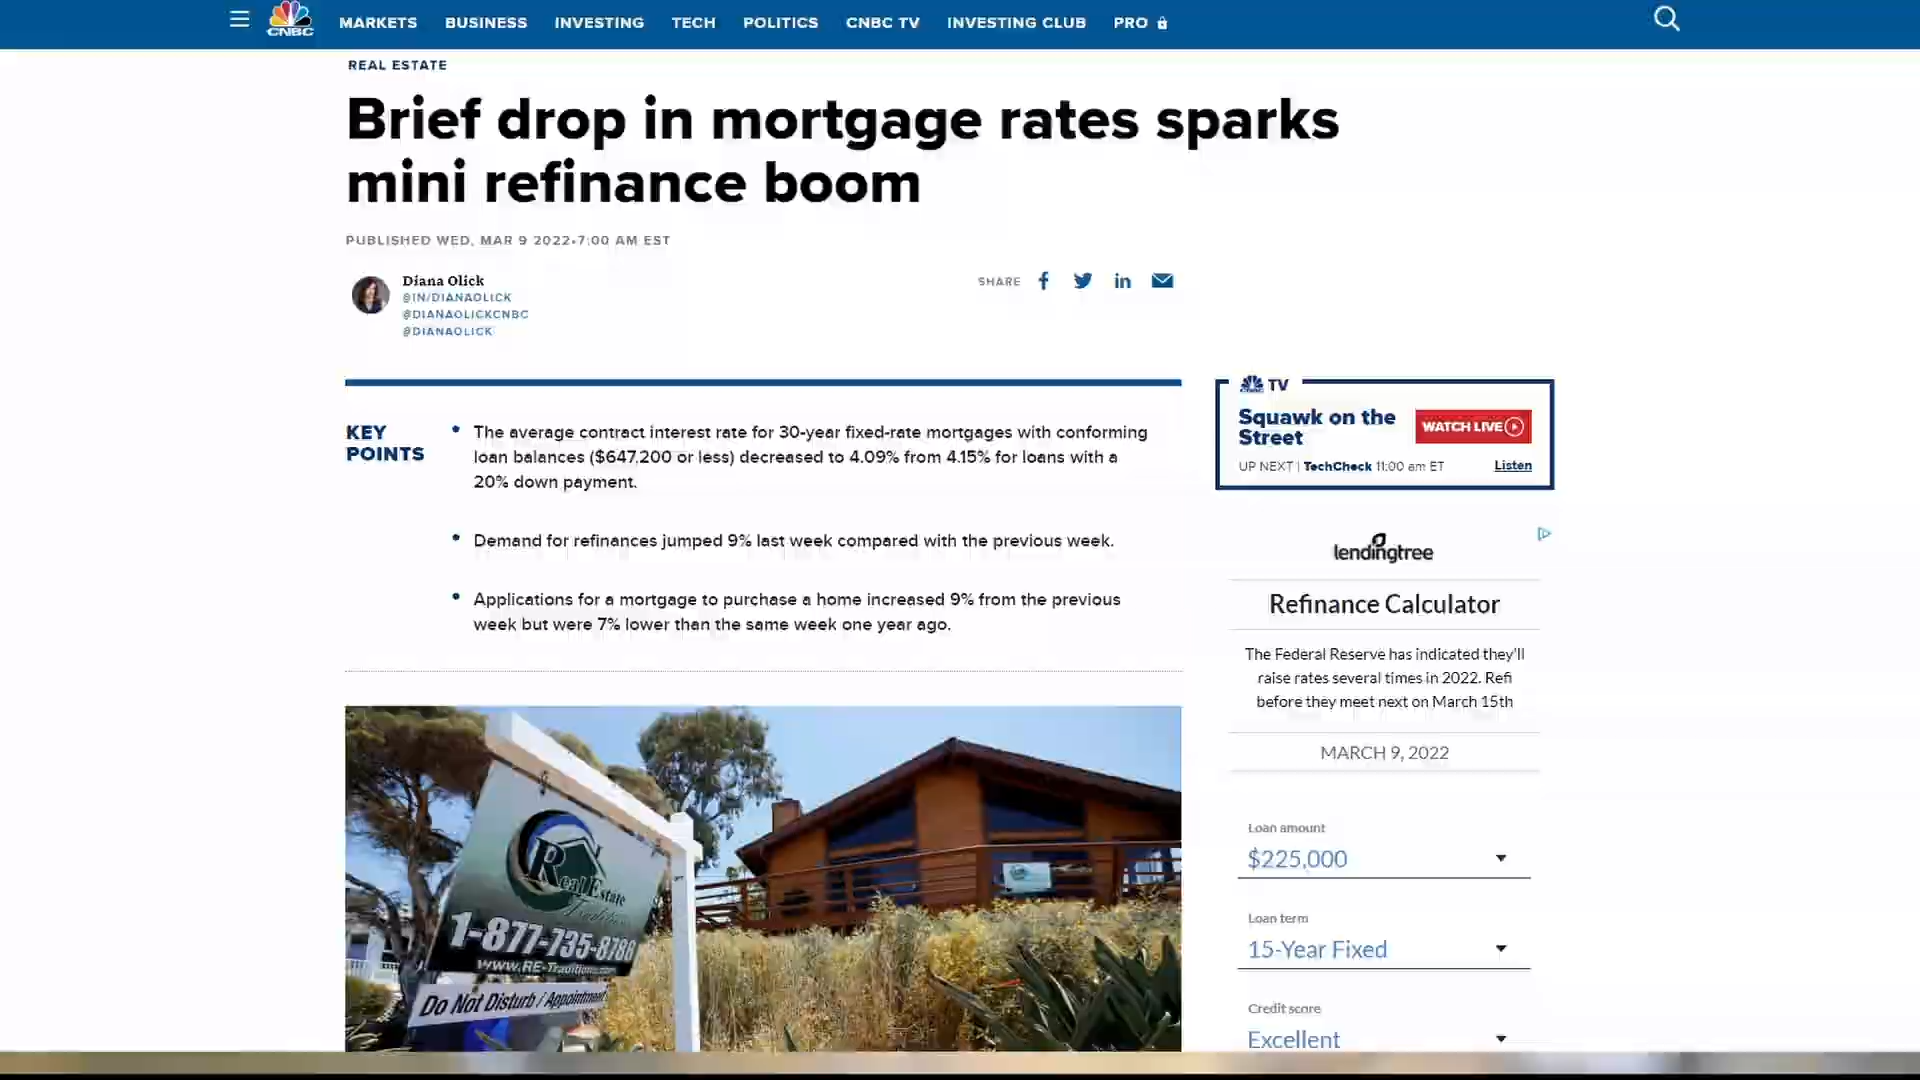 CNBC
MARKETS BUSINESS INVESTING TECH POLITICS CNBC TV INVESTING CLUB PRO
REAL ESTATE
Brief drop in mortgage rates sparks
mini refinance boom
PUBLISHED WED, MAR 9 2022•7:00 AM EST
Diana Olick
@IN/DIANAOLICK
@DIANAOLICKCNBC
@DIANAOLICK
SHARE
KEY
POINTS
• The average contract interest rate for 30-year fixed-rate mortgages with conforming
loan balances ($647,200 or less) decreased to 4.09% from 4.15% for loans with a
20% down payment.
• Demand for refinances jumped 9% last week compared with the previous week.
• Applications for a mortgage to purchase a home increased 9% from the previous
week but were 7% lower than the same week one year ago.
Real Estate
1-877-735-8788
www.RE-Traditions.com
Do Not Disturb / Appointment
CNBC TV
Squawk on the
Street
WATCH LIVE
UP NEXT | TechCheck 11:00 am ET
Listen
lendingtree
Refinance Calculator
The Federal Reserve has indicated they'll
raise rates several times in 2022. Refi
before they meet next on March 15th
MARCH 9, 2022
Loan amount
$225,000
Loan term
15-Year Fixed
Credit score
Excellent